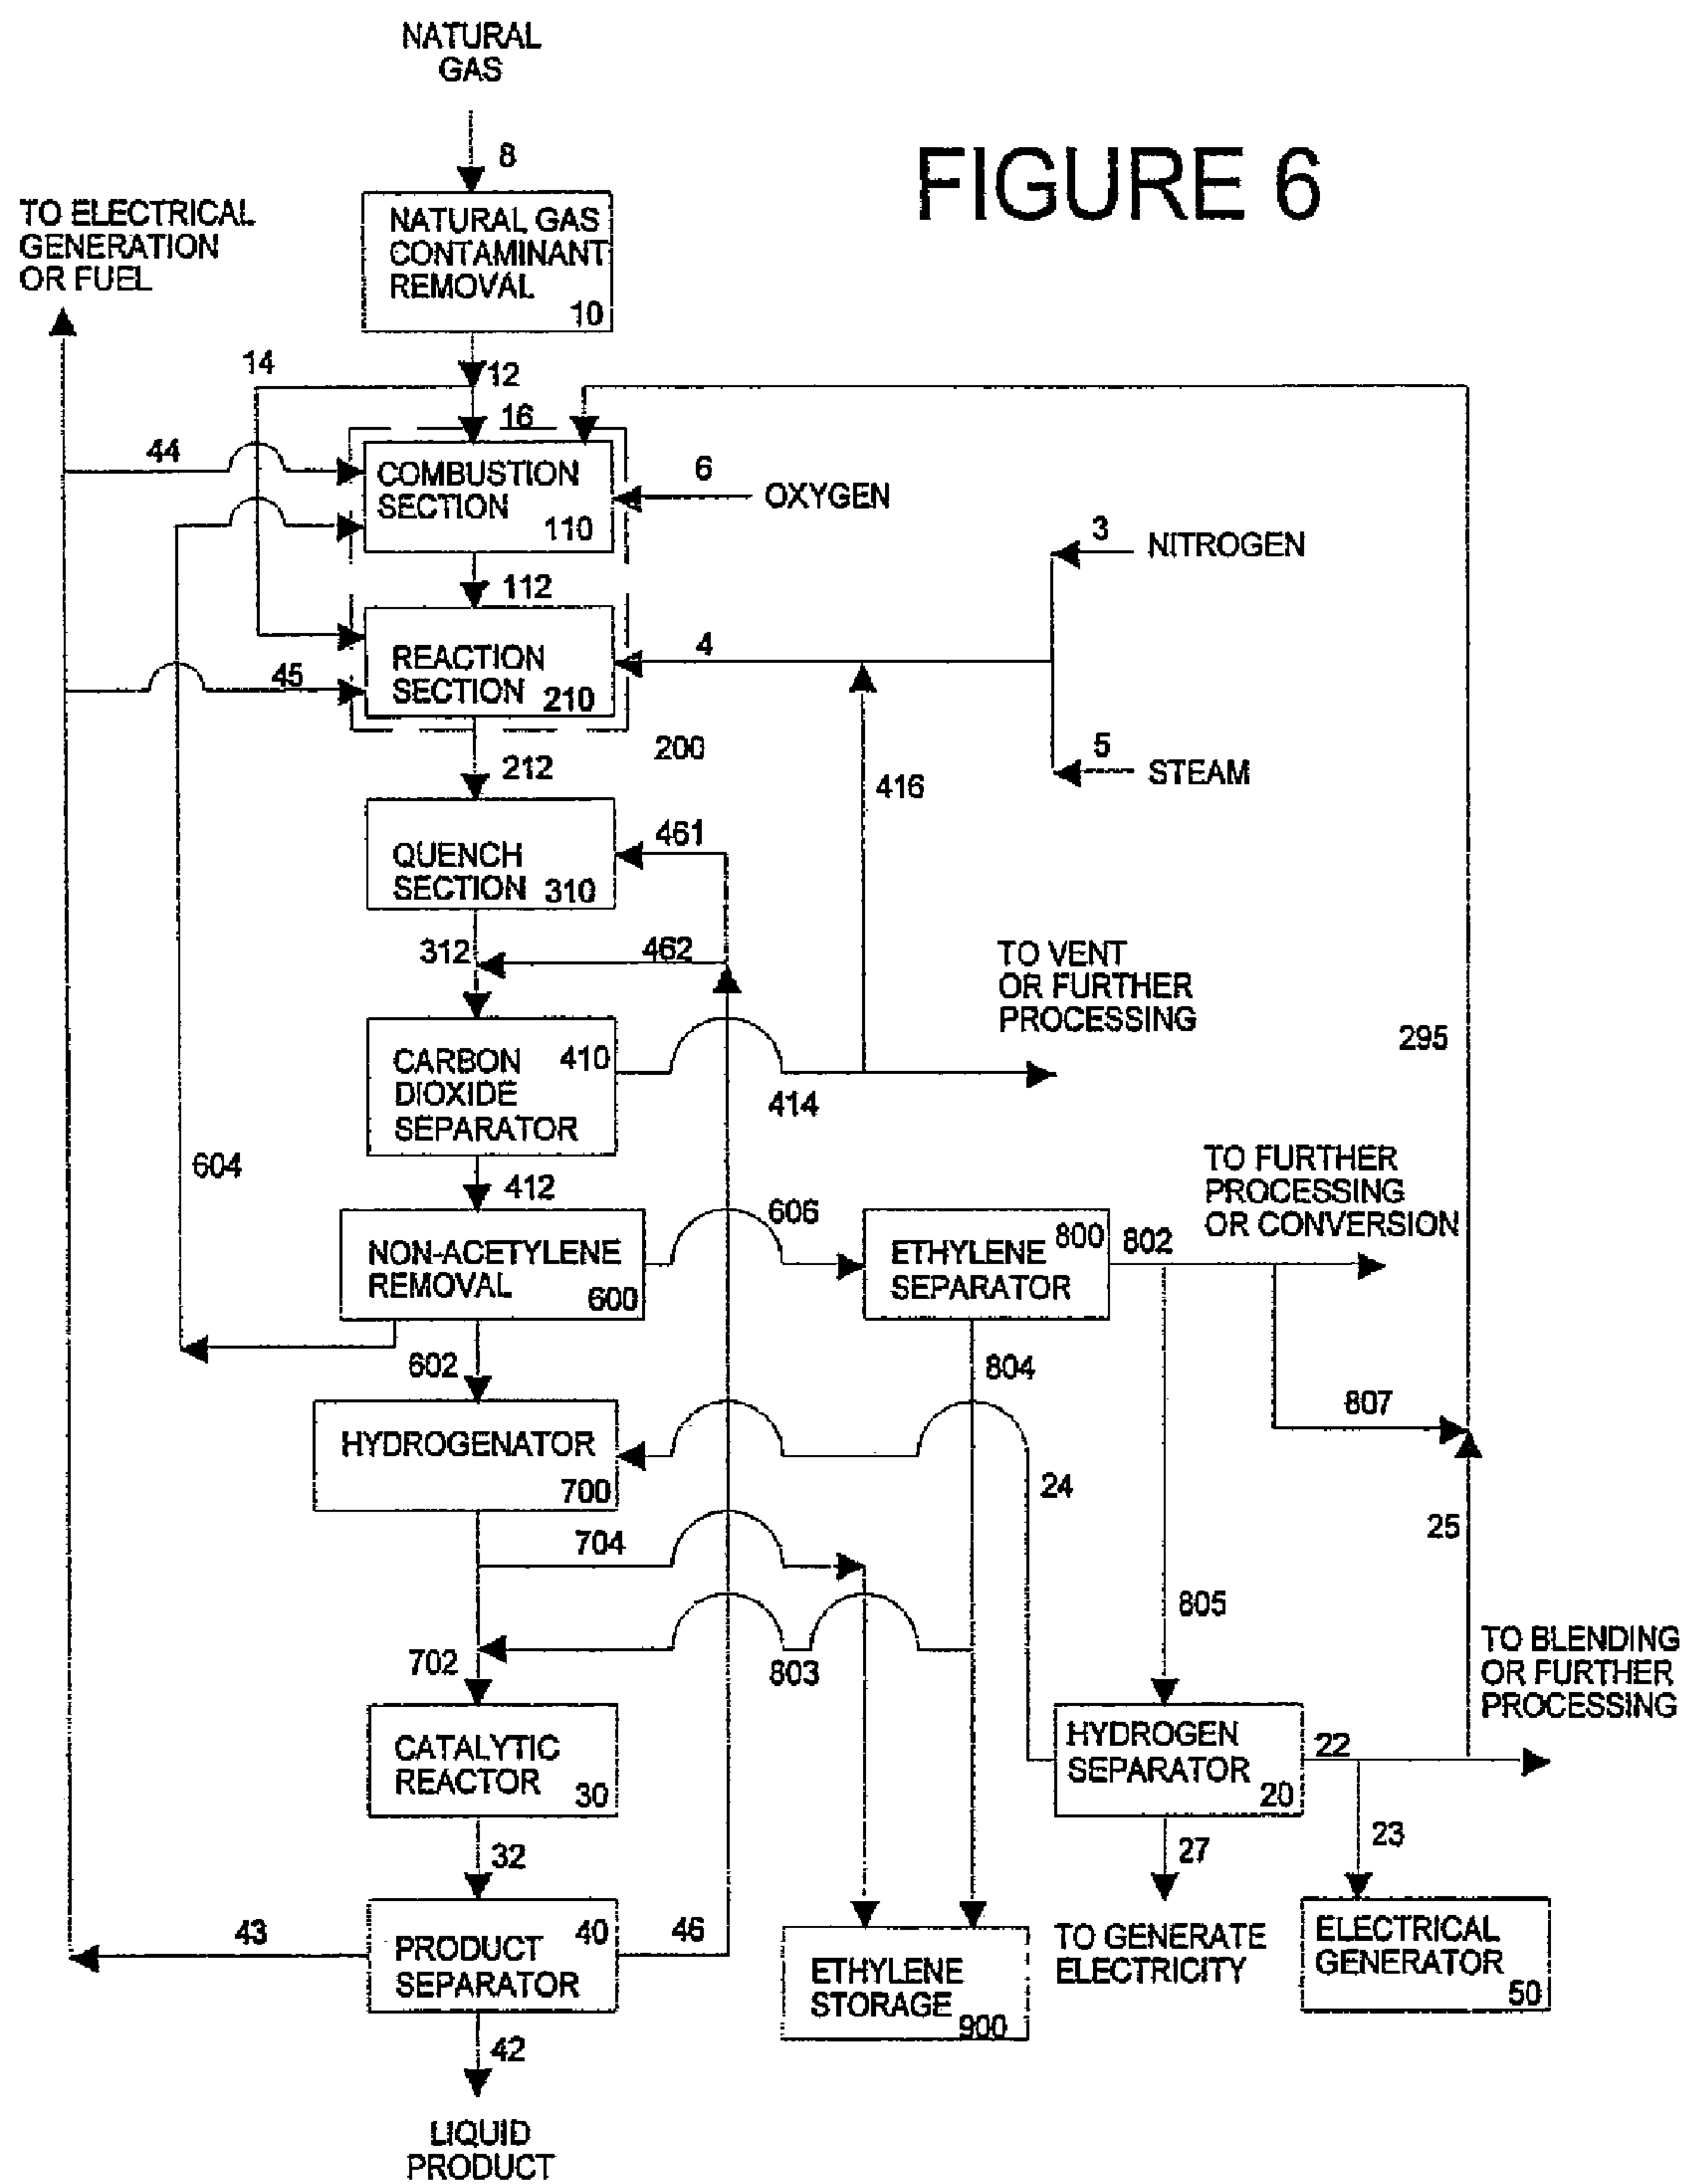 NATURAL
GAS
8
FIGURE 6
TO ELECTRICAL
GENERATION
OR FUEL
NATURAL GAS
CONTAMINANT
REMOVAL
10
14
12
16
44
COMBUSTION
SECTION
110
6
OXYGEN
3
NITROGEN
112
REACTION
SECTION
210
4
45
200
5
STEAM
212
416
QUENCH
SECTION
310
461
312
462
TO VENT
OR FURTHER
PROCESSING
295
CARBON
DIOXIDE
SEPARATOR
410
414
604
412
TO FURTHER
PROCESSING
OR CONVERSION
606
NON-ACETYLENE
REMOVAL
600
ETHYLENE
SEPARATOR
800
802
602
804
807
HYDROGENATOR
700
24
25
704
805
702
803
TO BLENDING
OR FURTHER
PROCESSING
CATALYTIC
REACTOR
30
HYDROGEN
SEPARATOR
20
22
32
27
23
43
PRODUCT
SEPARATOR
40
46
ETHYLENE
STORAGE
900
TO GENERATE
ELECTRICITY
ELECTRICAL
GENERATOR
50
42
LIQUID
PRODUCT